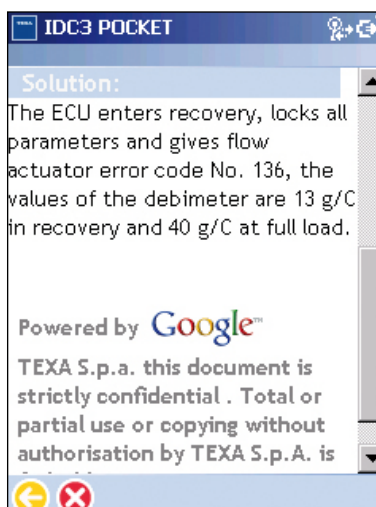 TEXA IDC3 POCKET
Solution:
The ECU enters recovery, locks all
parameters and gives flow
actuator error code No. 136, the
values of the debimeter are 13 g/C
in recovery and 40 g/C at full load.
Powered by Google™
TEXA S.p.a. this document is
strictly confidential . Total or
partial use or copying without
authorisation by TEXA S.p.A. is